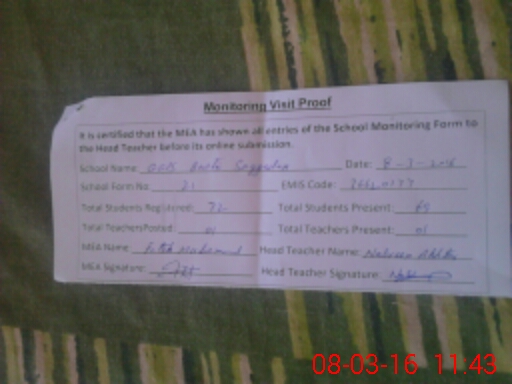 Monitoring Visit Proof
It is certified that the MEA has shown all entries of the School Monitoring Form to
the Head Teacher before its online submission.
School Name: Date: 8-3-2016
School Form No: 21 EMIS Code:
Total Students Registered: 72 Total Students Present: 65
Total Teachers Posted: 01 Total Teachers Present: 01
MEA Name: Head Teacher Name:
MEA Signature: Head Teacher Signature:
08-03-16 11:43